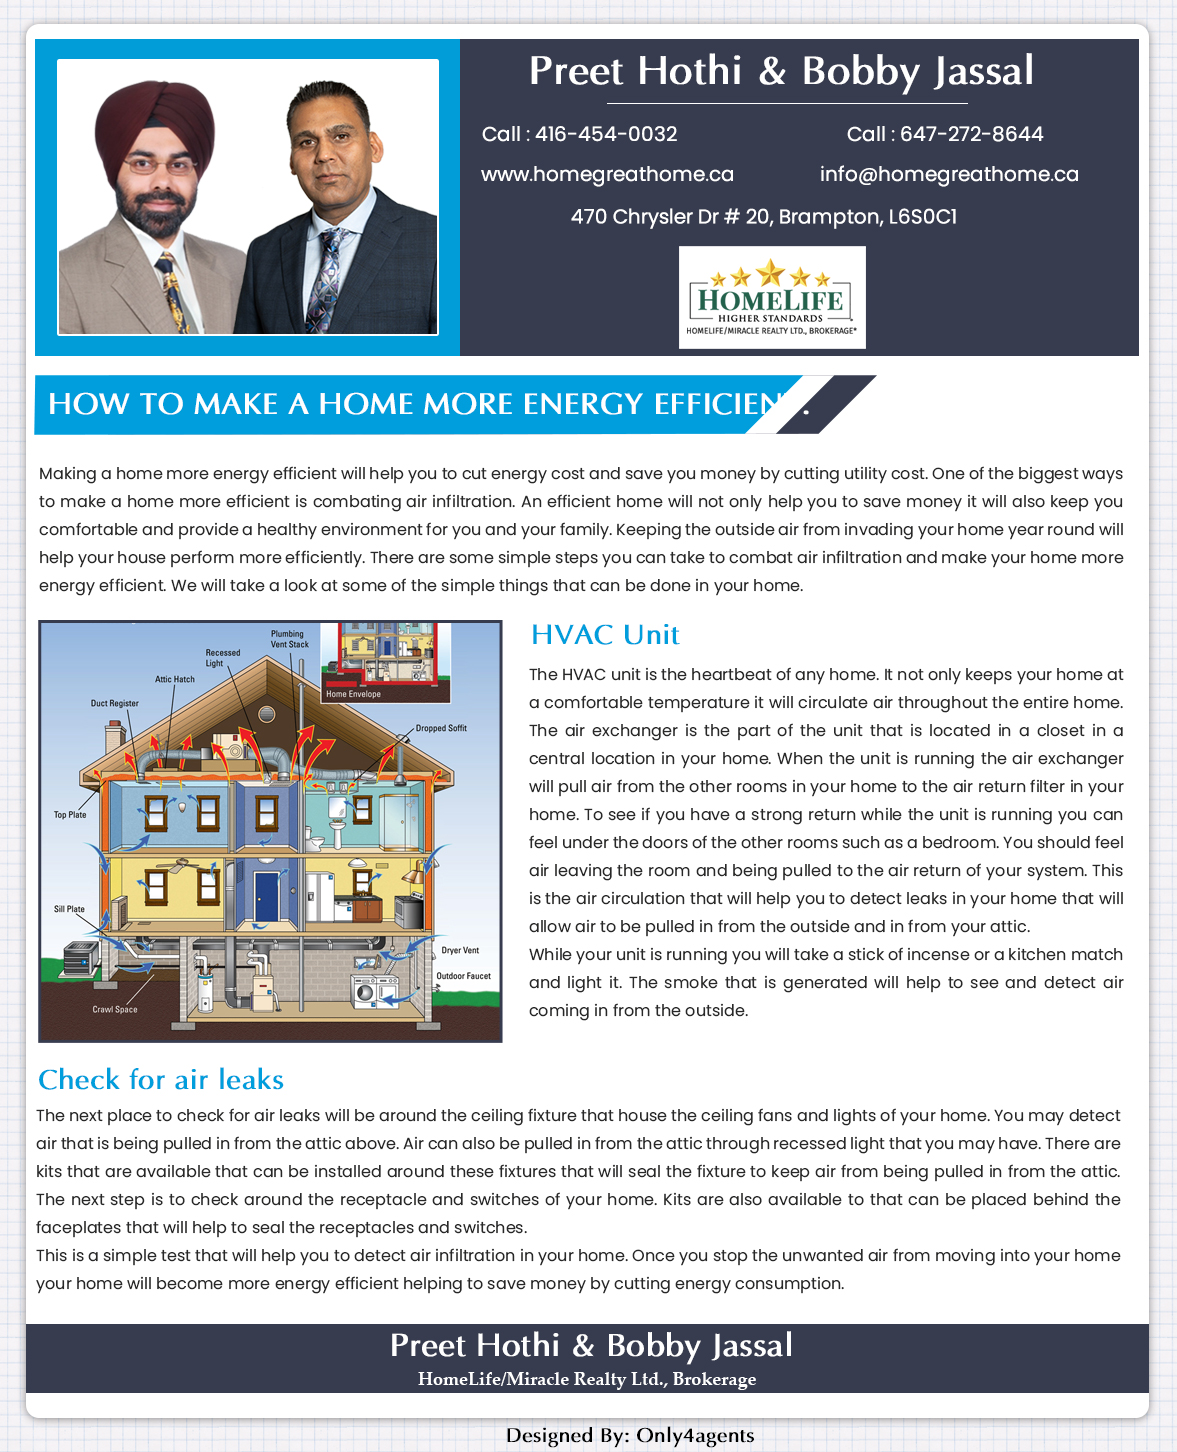 Preet Hothi & Bobby Jassal
Call : 416-454-0032
Call : 647-272-8644
www.homegreathome.ca
info@homegreathome.ca
470 Chrysler Dr # 20, Brampton, L6S0C1
HOMELIFE
HIGHER STANDARDS
HOMELIFE/MIRACLE REALTY LTD., BROKERAGE*
HOW TO MAKE A HOME MORE ENERGY EFFICIENT.
Making a home more energy efficient will help you to cut energy cost and save you money by cutting utility cost. One of the biggest ways
to make a home more efficient is combating air infiltration. An efficient home will not only help you to save money it will also keep you
comfortable and provide a healthy environment for you and your family. Keeping the outside air from invading your home year round will
help your house perform more efficiently. There are some simple steps you can take to combat air infiltration and make your home more
energy efficient. We will take a look at some of the simple things that can be done in your home.
Plumbing
Vent Stack
Recessed
Light
Attic Hatch
Duct Register
Home Envelope
Dropped Soffit
Top Plate
Sill Plate
Dryer Vent
Outdoor Faucet
Crawl Space
HVAC Unit
The HVAC unit is the heartbeat of any home. It not only keeps your home at
a comfortable temperature it will circulate air throughout the entire home.
The air exchanger is the part of the unit that is located in a closet in a
central location in your home. When the unit is running the air exchanger
will pull air from the other rooms in your home to the air return filter in your
home. To see if you have a strong return while the unit is running you can
feel under the doors of the other rooms such as a bedroom. You should feel
air leaving the room and being pulled to the air return of your system. This
is the air circulation that will help you to detect leaks in your home that will
allow air to be pulled in from the outside and in from your attic.
While your unit is running you will take a stick of incense or a kitchen match
and light it. The smoke that is generated will help to see and detect air
coming in from the outside.
Check for air leaks
The next place to check for air leaks will be around the ceiling fixture that house the ceiling fans and lights of your home. You may detect
air that is being pulled in from the attic above. Air can also be pulled in from the attic through recessed light that you may have. There are
kits that are available that can be installed around these fixtures that will seal the fixture to keep air from being pulled in from the attic.
The next step is to check around the receptacle and switches of your home. Kits are also available to that can be placed behind the
faceplates that will help to seal the receptacles and switches.
This is a simple test that will help you to detect air infiltration in your home. Once you stop the unwanted air from moving into your home
your home will become more energy efficient helping to save money by cutting energy consumption.
Preet Hothi & Bobby Jassal
HomeLife/Miracle Realty Ltd., Brokerage
Designed By: Only4agents